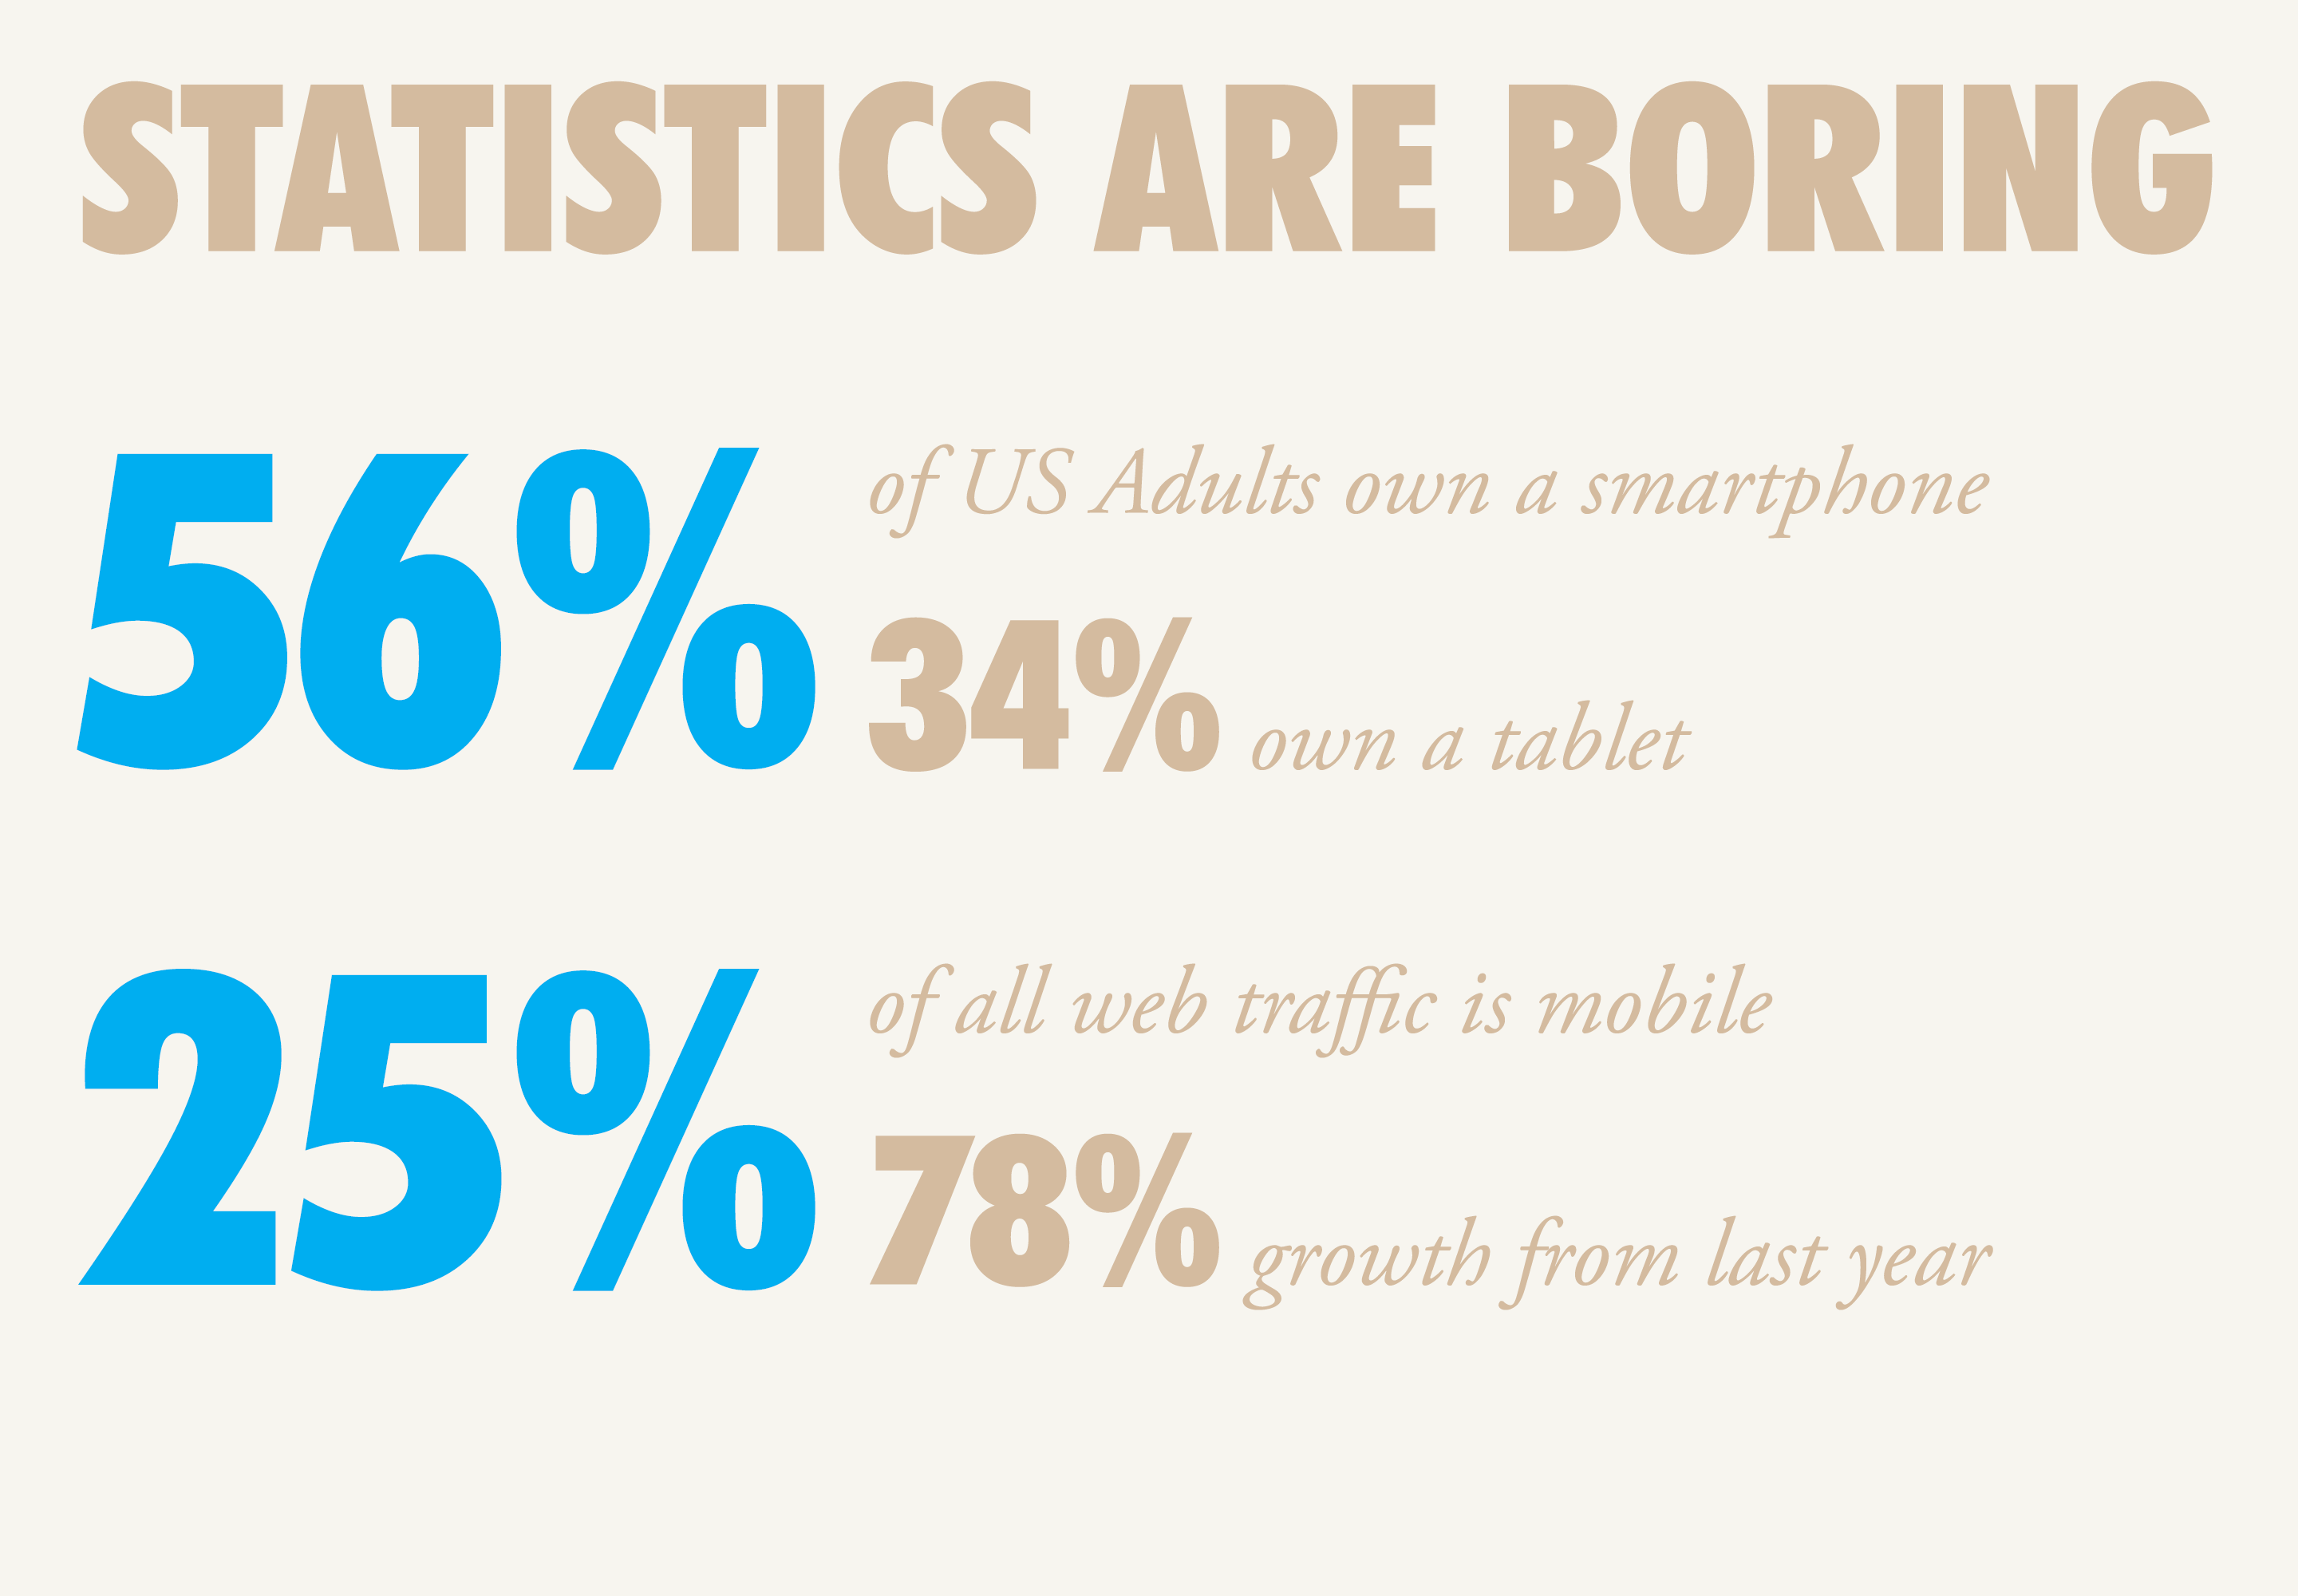 STATISTICS ARE BORING
56% of US Adults own a smartphone
34% own a tablet
25% of all web traffic is mobile
78% growth from last year